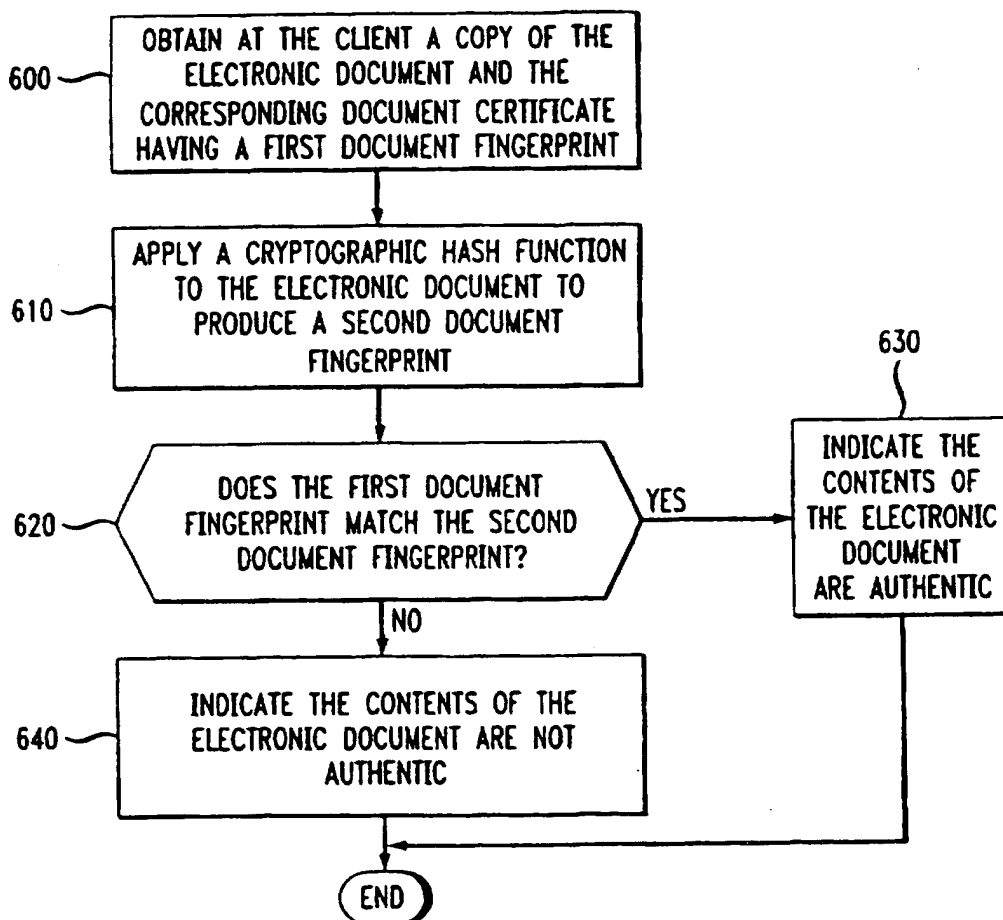 600
OBTAIN AT THE CLIENT A COPY OF THE
ELECTRONIC DOCUMENT AND THE
CORRESPONDING DOCUMENT CERTIFICATE
HAVING A FIRST DOCUMENT FINGERPRINT
610
APPLY A CRYPTOGRAPHIC HASH FUNCTION
TO THE ELECTRONIC DOCUMENT TO
PRODUCE A SECOND DOCUMENT
FINGERPRINT
620
DOES THE FIRST DOCUMENT
FINGERPRINT MATCH THE SECOND
DOCUMENT FINGERPRINT?
YES
630
INDICATE THE
CONTENTS OF
THE ELECTRONIC
DOCUMENT
ARE AUTHENTIC
NO
640
INDICATE THE CONTENTS OF THE
ELECTRONIC DOCUMENT ARE NOT
AUTHENTIC
END